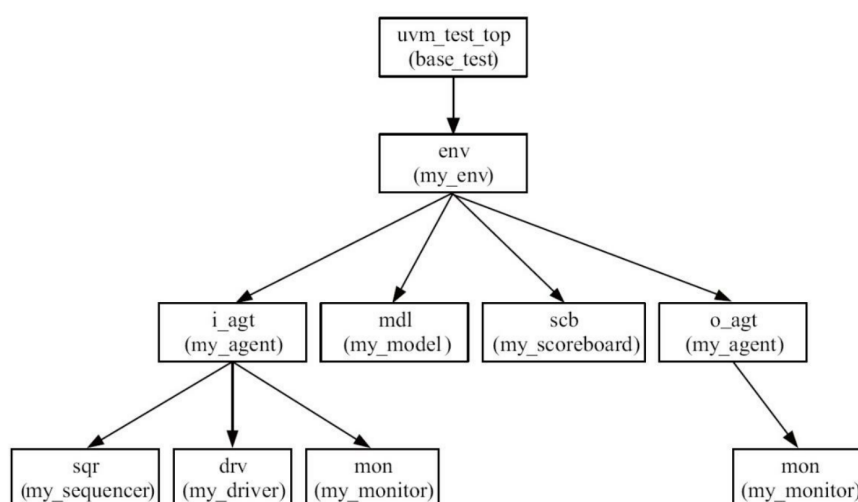 uvm_test_top
(base_test)
env
(my_env)
i_agt
(my_agent)
mdl
(my_model)
scb
(my_scoreboard)
o_agt
(my_agent)
sqr
(my_sequencer)
drv
(my_driver)
mon
(my_monitor)
mon
(my_monitor)